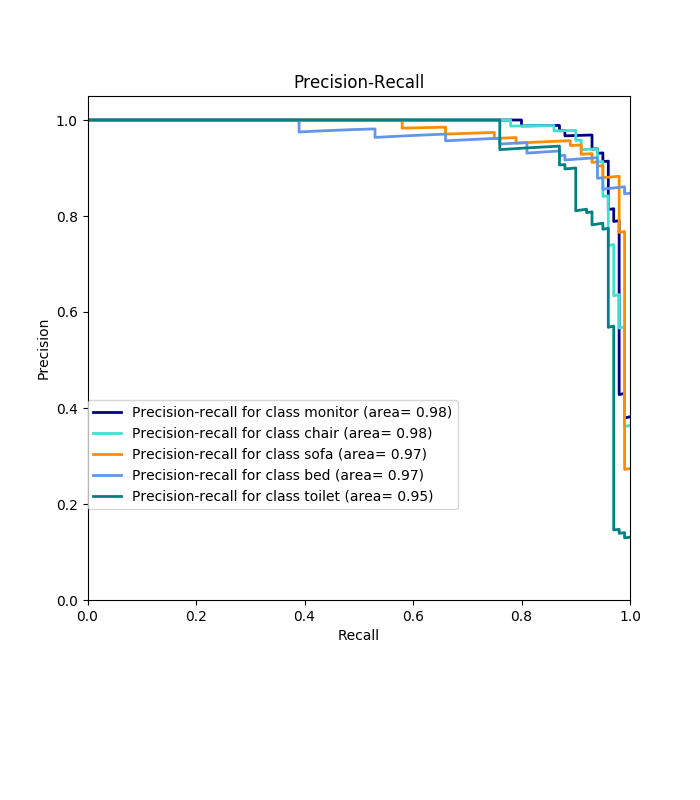 Precision-Recall
1.0
0.8
0.6
0.4
0.2
0.0
Precision
Precision-recall for class monitor (area= 0.98)
Precision-recall for class chair (area= 0.98)
Precision-recall for class sofa (area= 0.97)
Precision-recall for class bed (area= 0.97)
Precision-recall for class toilet (area= 0.95)
0.0 0.2 0.4 0.6 0.8 1.0
Recall